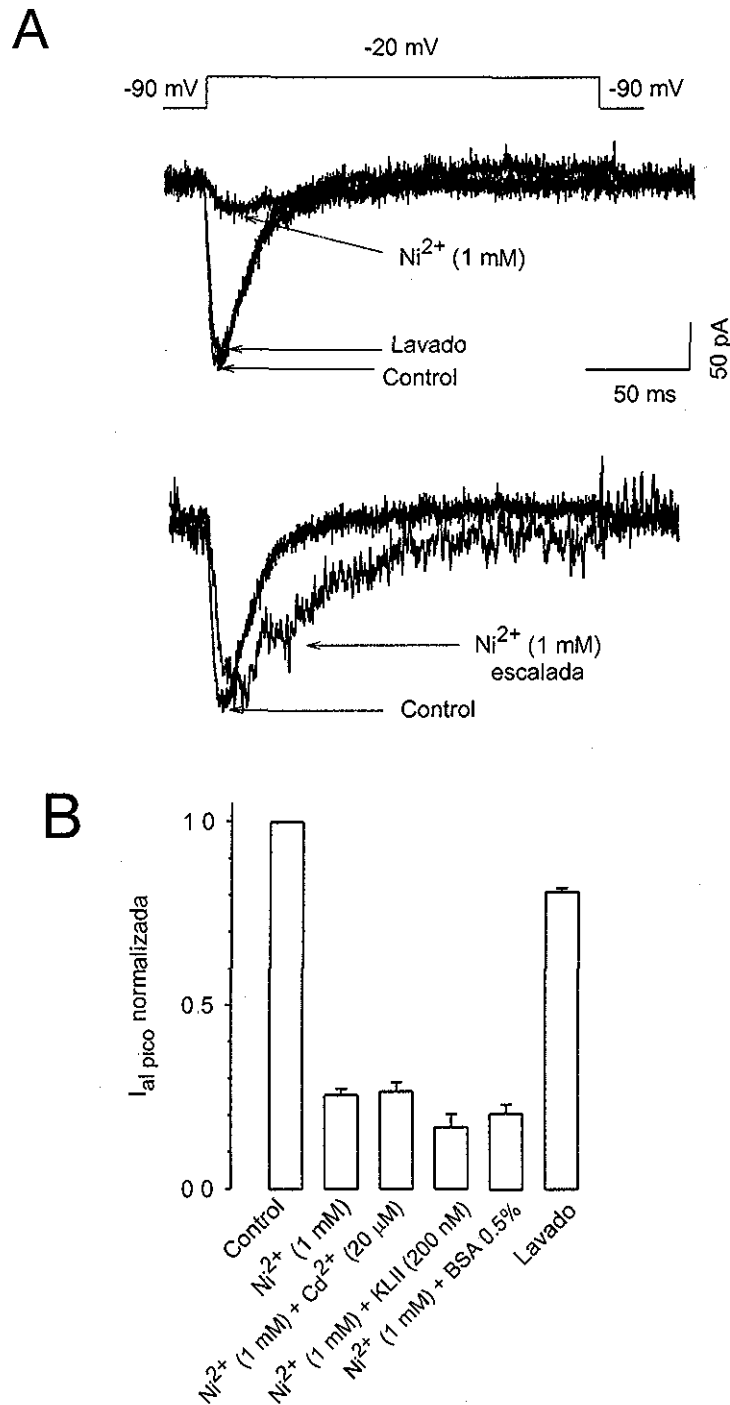 A
-20 mV
-90 mV
-90 mV
Ni2+ (1 mM)
Lavado
Control
50 pA
50 ms
Ni2+ (1 mM)
escalada
Control
B
1 0
0.5
0 0
I al pico normalizada
Control
Ni2+ (1 mM)
Ni2+ (1 mM) + Cd2+ (20 μM)
Ni2+ (1 mM) + KLII (200 nM)
Ni2+ (1 mM) + BSA 0.5%
Lavado